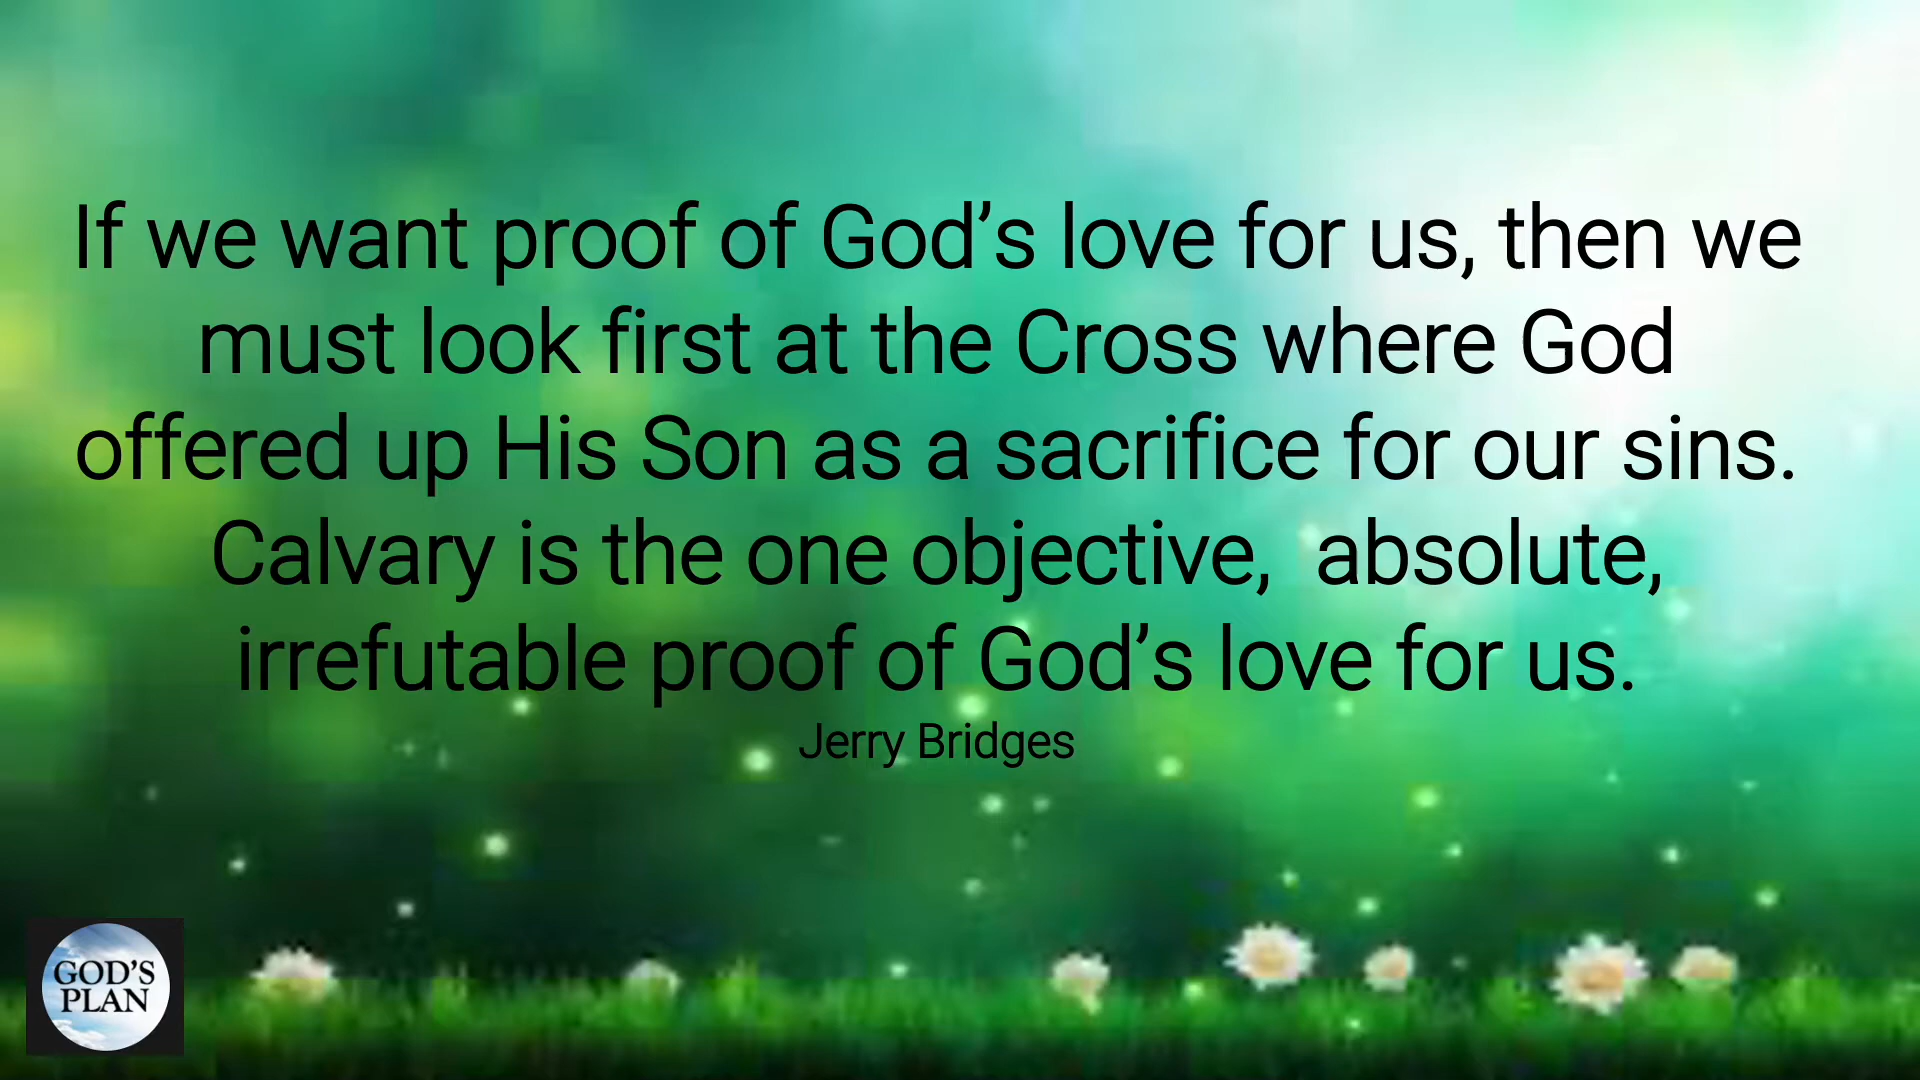 If we want proof of God’s love for us, then we
must look first at the Cross where God
offered up His Son as a sacrifice for our sins.
Calvary is the one objective,  absolute,
irrefutable proof of God’s love for us.
Jerry Bridges
GOD’S
PLAN